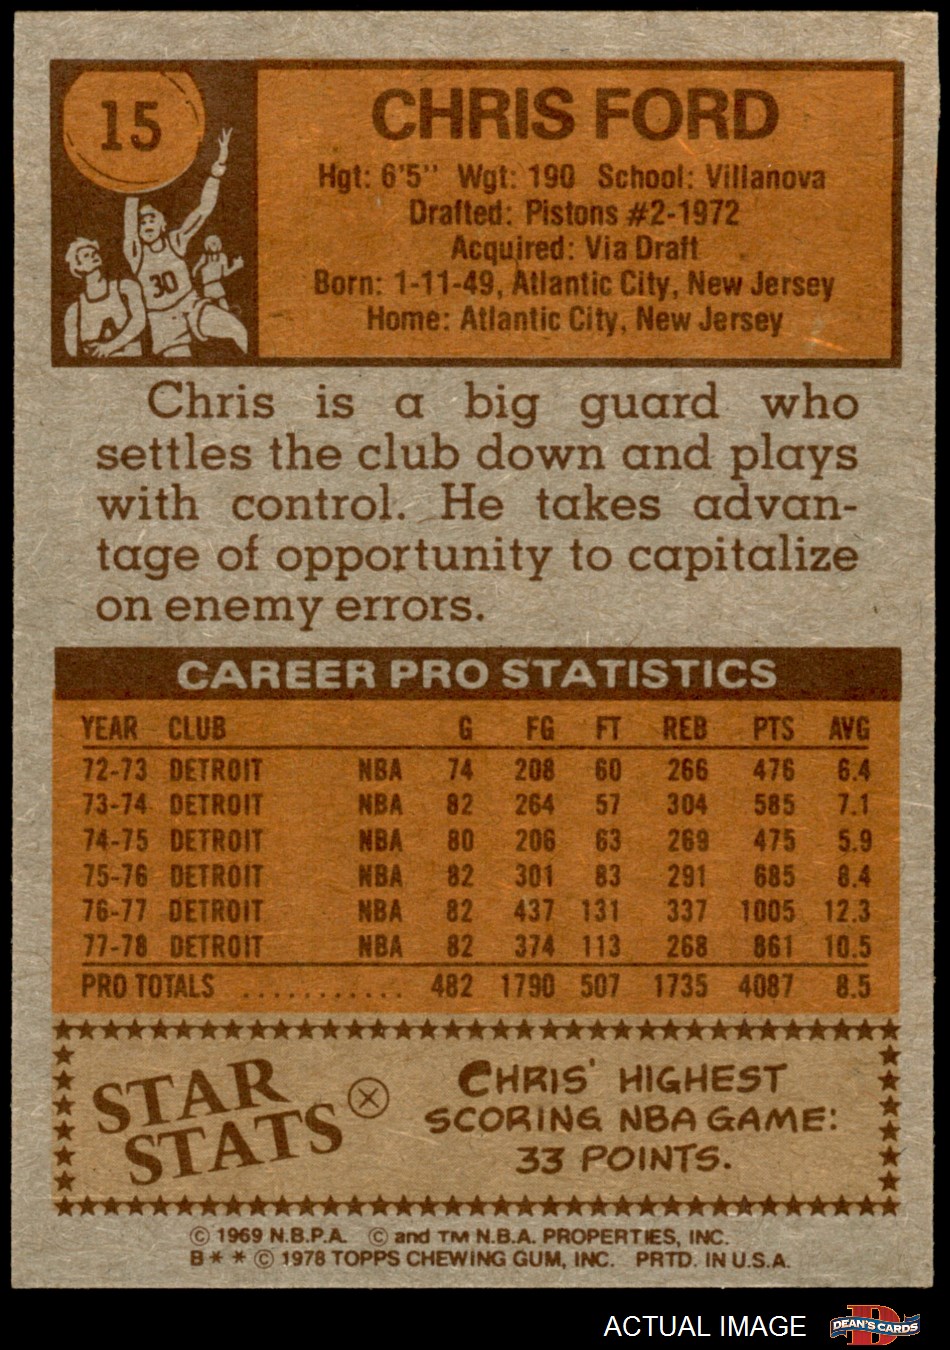 15
30
CHRIS FORD
Hgt: 6'5" Wgt: 190 School: Villanova
Drafted: Pistons #2-1972
Acquired: Via Draft
Born: 1-11-49, Atlantic City, New Jersey
Home: Atlantic City, New Jersey
Chris is a big guard who
settles the club down and plays
with control. He takes advan-
tage of opportunity to capitalize
on enemy errors.
CAREER PRO STATISTICS
YEAR CLUB G FG FT REB PTS AVG
72-73 DETROIT NBA 74 208 60 266 476 6.4
73-74 DETROIT NBA 82 264 57 304 585 7.1
74-75 DETROIT NBA 80 206 63 269 475 5.9
75-76 DETROIT NBA 82 301 83 291 685 8.4
76-77 DETROIT NBA 82 437 131 337 1005 12.3
77-78 DETROIT NBA 82 374 113 268 861 10.5
PRO TOTALS ........... 482 1790 507 1735 4087 8.5
STAR
STATS
CHRIS' HIGHEST
SCORING NBA GAME:
33 POINTS.
© 1969 N.B.P.A. © and TM N.B.A. PROPERTIES, INC.
B * * © 1978 TOPPS CHEWING GUM, INC. PRTD. IN U.S.A.
ACTUAL IMAGE
D
DEAN'S CARDS